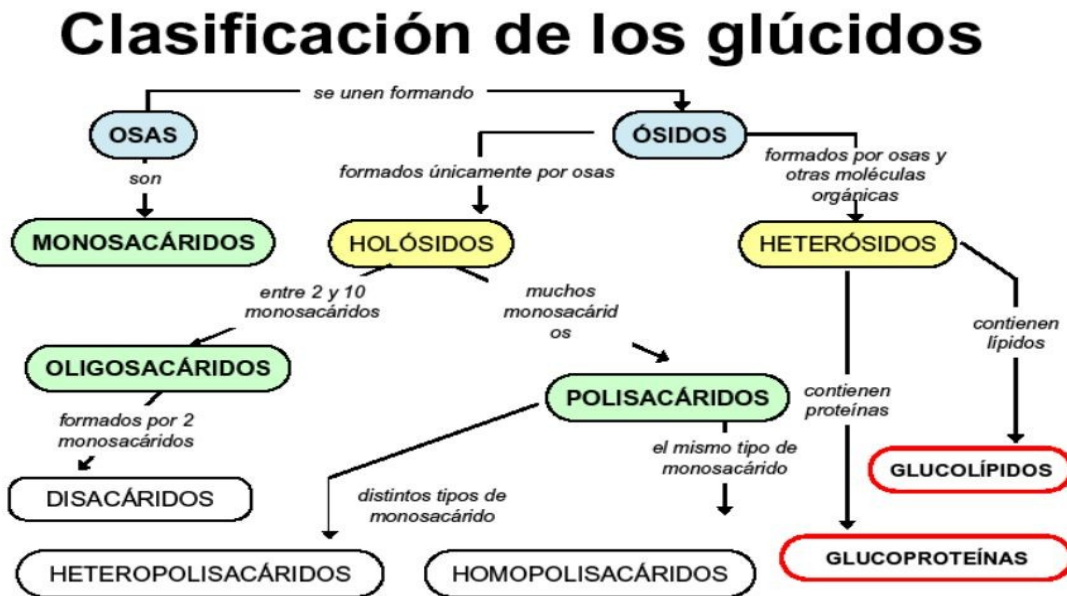 Clasificación de los glúcidos
se unen formando
OSAS
ÓSIDOS
son
formados únicamente por osas
formados por osas y
otras moléculas
orgánicas
MONOSACÁRIDOS
HOLÓSIDOS
HETERÓSIDOS
entre 2 y 10
monosacáridos
muchos
monosacárid
os
contienen
lípidos
OLIGOSACÁRIDOS
POLISACÁRIDOS
contienen
proteínas
formados por 2
monosacáridos
el mismo tipo de
monosacárido
GLUCOLÍPIDOS
DISACÁRIDOS
distintos tipos de
monosacárido
GLUCOPROTEÍNAS
HETEROPOLISACÁRIDOS
HOMOPOLISACÁRIDOS